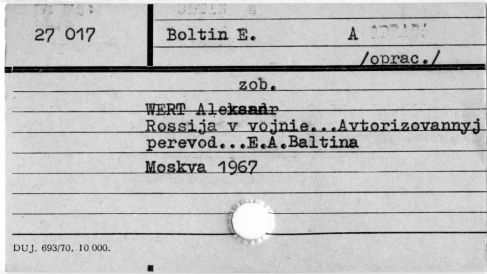 27 017
Boltin E. A
/oprac./
zob.
WERT Aleksandr
Rossija v vojnie...Avtorizovannyj
perevod...E.A.Baltina
Moskva 1967
DUJ. 693/70. 10 000.